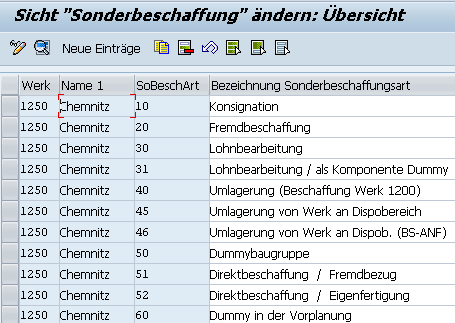 Sicht "Sonderbeschaffung" ändern: Übersicht
Neue Einträge
Werk Name 1 SoBeschArt Bezeichnung Sonderbeschaffungsart
1250 Chemnitz 10 Konsignation
1250 Chemnitz 20 Fremdbeschaffung
1250 Chemnitz 30 Lohnbearbeitung
1250 Chemnitz 31 Lohnbearbeitung / als Komponente Dummy
1250 Chemnitz 40 Umlagerung (Beschaffung Werk 1200)
1250 Chemnitz 45 Umlagerung von Werk an Dispobereich
1250 Chemnitz 46 Umlagerung von Werk an Dispob. (BS-ANF)
1250 Chemnitz 50 Dummybaugruppe
1250 Chemnitz 51 Direktbeschaffung / Fremdbezug
1250 Chemnitz 52 Direktbeschaffung / Eigenfertigung
1250 Chemnitz 60 Dummy in der Vorplanung